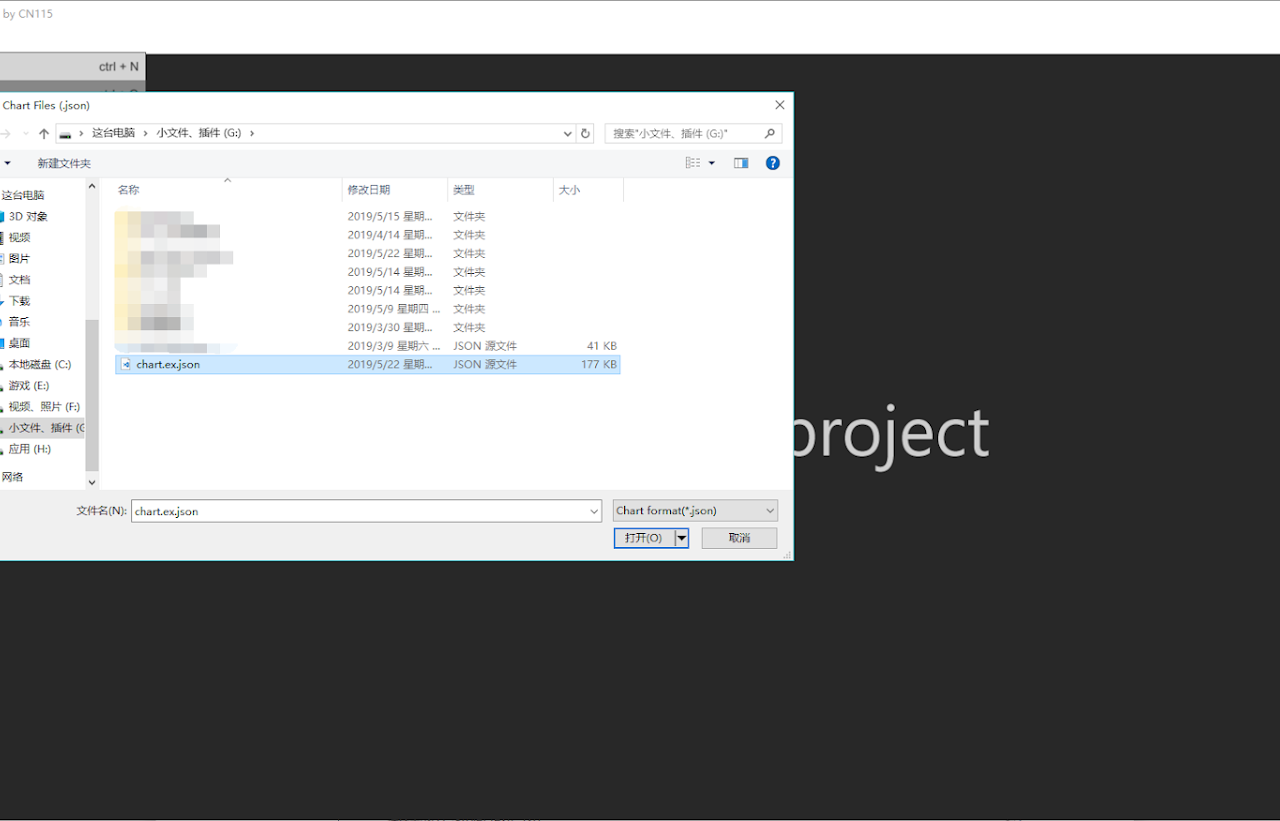 by CN115
ctrl + N
Chart Files (.json)
这台电脑 › 小文件、插件 (G:) ›
搜索"小文件、插件 (G:)"
新建文件夹
名称 修改日期 类型 大小
这台电脑
3D 对象
视频
图片
文档
下载
音乐
桌面
本地磁盘 (C:)
游戏 (E:)
视频、照片 (F:)
小文件、插件 (G
应用 (H:)
网络
2019/5/15 星期... 文件夹
2019/4/14 星期... 文件夹
2019/5/22 星期... 文件夹
2019/5/14 星期... 文件夹
2019/5/14 星期... 文件夹
2019/5/9 星期四 ... 文件夹
2019/3/30 星期... 文件夹
2019/3/9 星期六 ... JSON 源文件 41 KB
chart.ex.json 2019/5/22 星期... JSON 源文件 177 KB
project
文件名(N): chart.ex.json Chart format(*.json)
打开(O) 取消